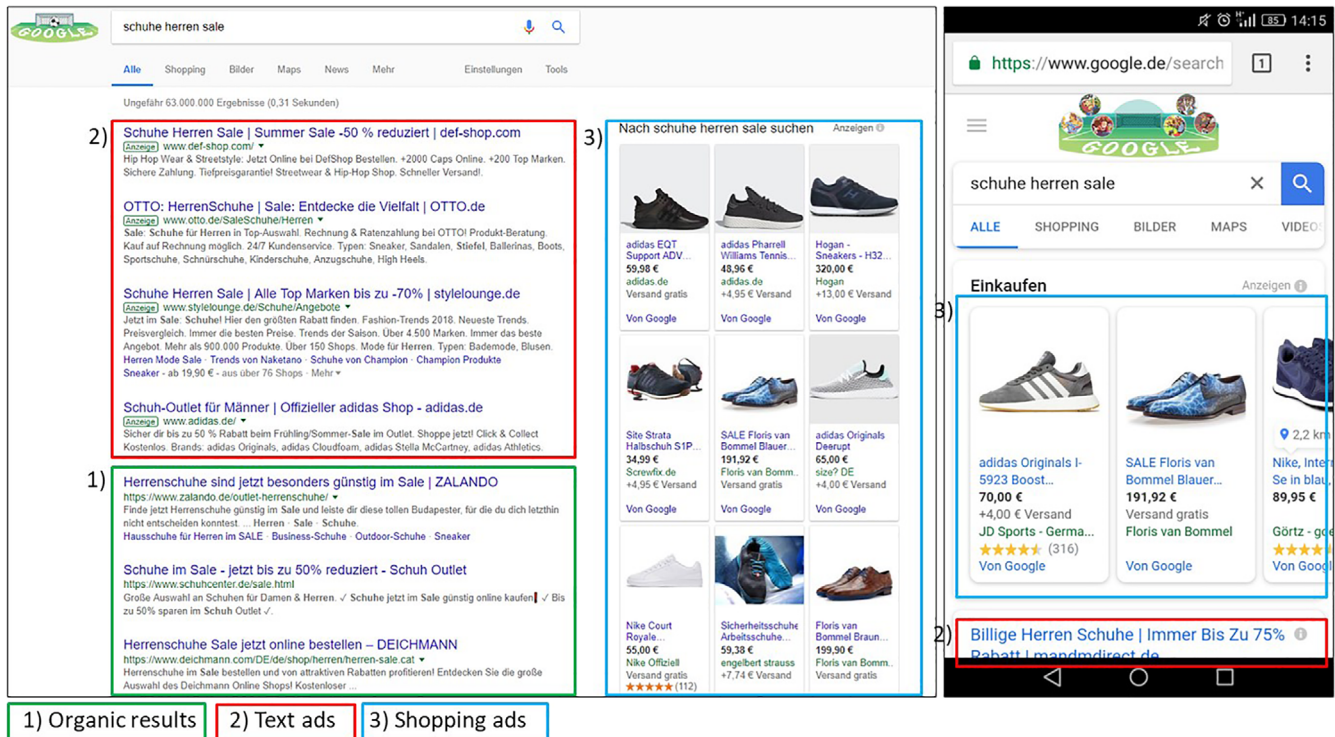 GOOGLE
schuhe herren sale
Alle Shopping Bilder Maps News Mehr Einstellungen Tools
Ungefähr 63.000.000 Ergebnisse (0,31 Sekunden)
2)
Schuhe Herren Sale | Summer Sale -50 % reduziert | def-shop.com
Anzeige www.def-shop.com/
Hip Hop Wear & Streetstyle: Jetzt Online bei DefShop Bestellen. +2000 Caps Online. +200 Top Marken.
Sichere Zahlung. Tiefpreisgarantie! Streetwear & Hip-Hop Shop. Schneller Versand!.
OTTO: HerrenSchuhe | Sale: Entdecke die Vielfalt | OTTO.de
Anzeige www.otto.de/SaleSchuhe/Herren
Sale: Schuhe für Herren in Top-Auswahl. Rechnung & Ratenzahlung bei OTTO! Produkt-Beratung.
Kauf auf Rechnung möglich. 24/7 Kundenservice. Typen: Sneaker, Sandalen, Stiefel, Ballerinas, Boots,
Sportschuhe, Schnürschuhe, Kinderschuhe, Anzugschuhe, High Heels.
Schuhe Herren Sale | Alle Top Marken bis zu -70% | stylelounge.de
Anzeige www.stylelounge.de/Schuhe/Angebote
Jetzt im Sale: Schuhe! Hier den größten Rabatt finden. Fashion-Trends 2018. Neueste Trends.
Preisvergleich. Immer die besten Preise. Trends der Saison. Über 4.500 Marken. Immer das beste
Angebot. Mehr als 900.000 Produkte. Über 150 Shops. Mode für Herren. Typen: Bademode, Blusen.
Herren Mode Sale · Trends von Naketano · Schuhe von Champion · Champion Produkte
Sneaker - ab 19,90 € - aus über 76 Shops · Mehr
Schuh-Outlet für Männer | Offizieller adidas Shop - adidas.de
Anzeige www.adidas.de/
Sicher dir bis zu 50 % Rabatt beim Frühling/Sommer-Sale im Outlet. Shoppe jetzt! Click & Collect
Kostenlos. Brands: adidas Originals, adidas Cloudfoam, adidas Stella McCartney, adidas Athletics.
1)
Herrenschuhe sind jetzt besonders günstig im Sale | ZALANDO
https://www.zalando.de/outlet-herrenschuhe/
Finde jetzt Herrenschuhe günstig im Sale und leiste dir diese tollen Budapester, für die du dich letzthin
nicht entscheiden konntest. ... Herren · Sale · Schuhe.
Hausschuhe für Herren im SALE · Business-Schuhe · Outdoor-Schuhe · Sneaker
Schuhe im Sale - jetzt bis zu 50% reduziert - Schuh Outlet
https://www.schuhcenter.de/sale.html
Große Auswahl an Schuhen für Damen & Herren. ✓ Schuhe jetzt im Sale günstig online kaufen! ✓ Bis
zu 50% sparen im Schuh Outlet ✓.
Herrenschuhe Sale jetzt online bestellen – DEICHMANN
https://www.deichmann.com/DE/de/shop/herren/herren-sale.cat
Herrenschuhe im Sale bestellen und von attraktiven Rabatten profitieren! Entdecken Sie die große
Auswahl des Deichmann Online Shops! Kostenloser ...
3)
Nach schuhe herren sale suchen Anzeigen
adidas EQT adidas Pharrell Hogan -
Support ADV... Williams Tennis... Sneakers - H32...
59,98 € 48,96 € 320,00 €
adidas.de adidas.de Hogan
Versand gratis +4,95 € Versand +13,00 € Versand
Von Google Von Google Von Google
Site Strata SALE Floris van adidas Originals
Halbschuh S1P... Bommel Blauer... Deerupt
34,99 € 191,92 € 65,00 €
Screwfix.de Floris van Bomm... size? DE
+4,95 € Versand Versand gratis +4,00 € Versand
Von Google Von Google Von Google
Nike Court Sicherheitsschuhe Floris van
Royale... Arbeitsschuhe... Bommel Braun...
55,00 € 59,38 € 199,90 €
Nike Offiziell engelbert strauss Floris van Bomm..
Versand gratis +7,74 € Versand Versand gratis
(112)
85 14:15
https://www.google.de/search 1
GOOGLE
schuhe herren sale
ALLE SHOPPING BILDER MAPS VIDEOS
Einkaufen Anzeigen
3)
2,2 km
adidas Originals I- SALE Floris van Nike, Inter
5923 Boost... Bommel Blauer... Se in blau,
70,00 € 191,92 € 89,95 €
+4,00 € Versand Versand gratis
JD Sports - Germa... Floris van Bommel Görtz - goe
(316)
Von Google Von Google Von Googl
2)
Billige Herren Schuhe | Immer Bis Zu 75%
Rabatt | mandmdirect.de
1) Organic results 2) Text ads 3) Shopping ads